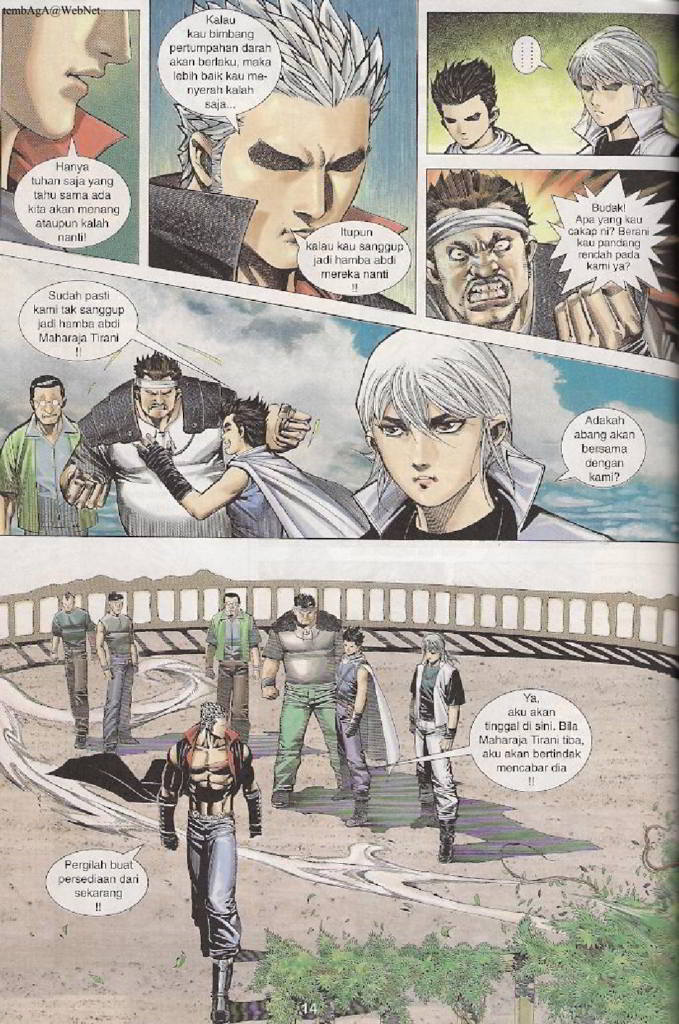 tembAgA@WebNet
Hanya
tuhan saja yang
tahu sama ada
kita akan menang
ataupun kalah
nanti!
Kalau
kau bimbang
pertumpahan darah
akan berlaku, maka
lebih baik kau me-
nyerah kalah
saja...
Itupun
kalau kau sanggup
jadi hamba abdi
mereka nanti
!!
Budak!
Apa yang kau
cakap ni? Berani
kau pandang
rendah pada
kami ya?
Sudah pasti
kami tak sanggup
jadi hamba abdi
Maharaja Tirani
!!
Adakah
abang akan
bersama
dengan
kami?
Ya,
aku akan
tinggal di sini. Bila
Maharaja Tirani tiba,
aku akan bertindak
mencabar dia
!!
Pergilah buat
persediaan dari
sekarang
!!
14